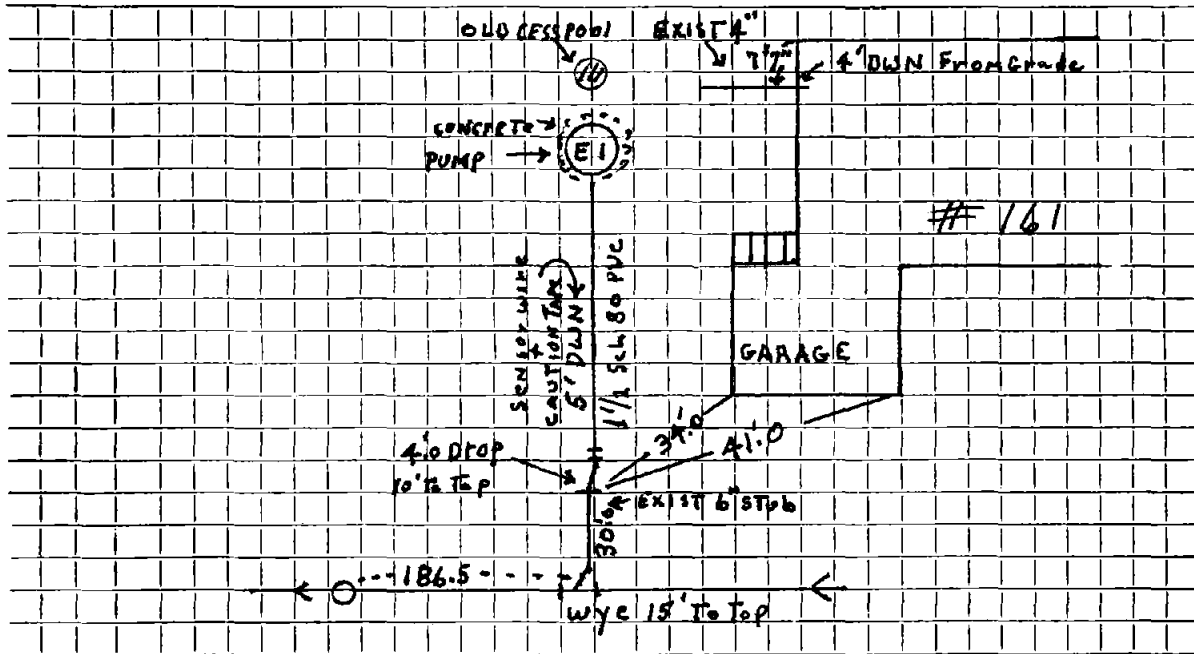 OLD CESSPOOL
EXIST 4"
7'7"
4' DWN From Grade
CONCRETE
PUMP
E1
# 161
SENSOR WIRE
+
CAUTION TAPE
5' DWN
1 1/2 Sch 80 PVC
GARAGE
34'.0
41'.0
4'.0 Drop
10' To Top
EXIST 6" STub
30'.0
186.5
wye 15' To Top